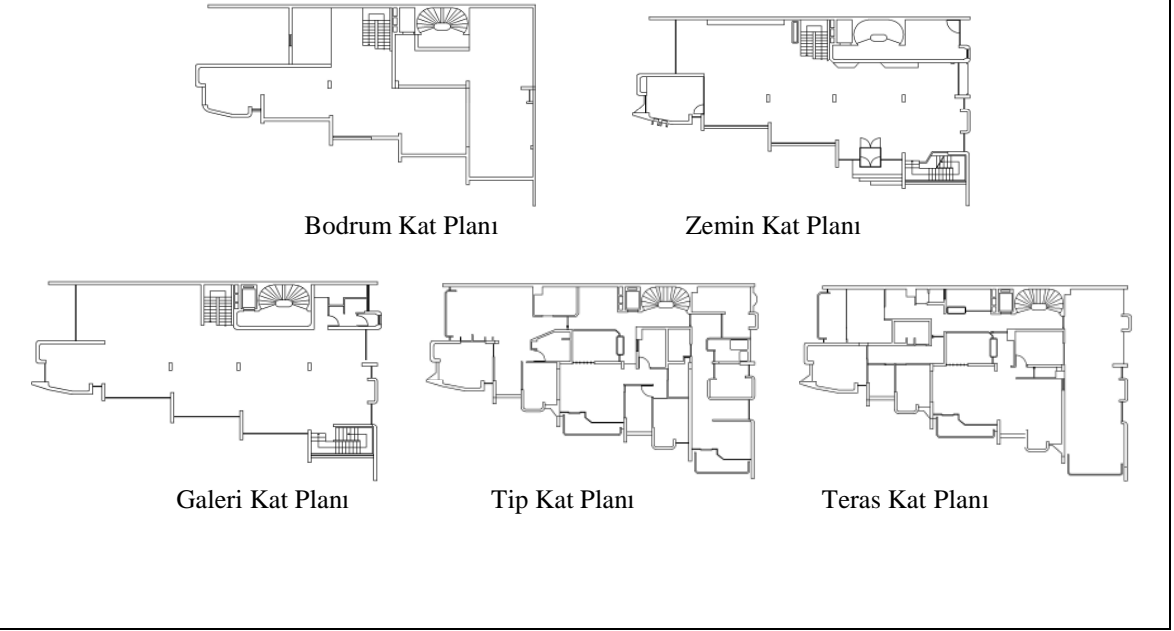 Bodrum Kat Planı
Zemin Kat Planı
Galeri Kat Planı
Tip Kat Planı
Teras Kat Planı